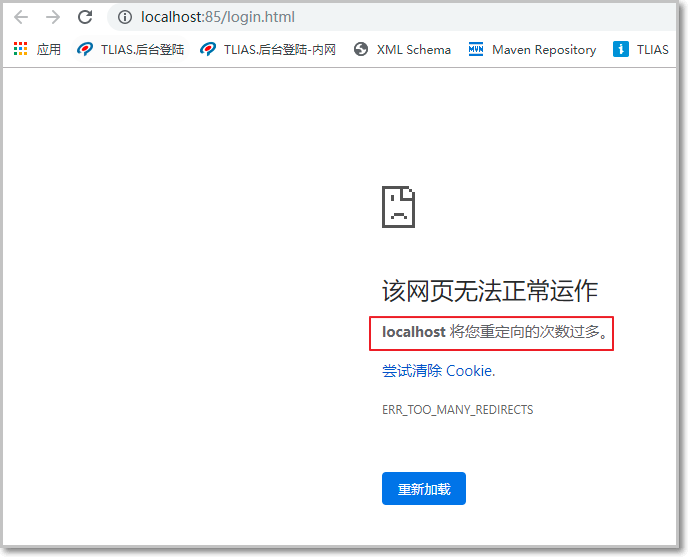 localhost:85/login.html
应用 TLIAS.后台登陆 TLIAS.后台登陆-内网 XML Schema MVN Maven Repository TLIAS
该网页无法正常运作
localhost 将您重定向的次数过多。
尝试清除 Cookie.
ERR_TOO_MANY_REDIRECTS
重新加载